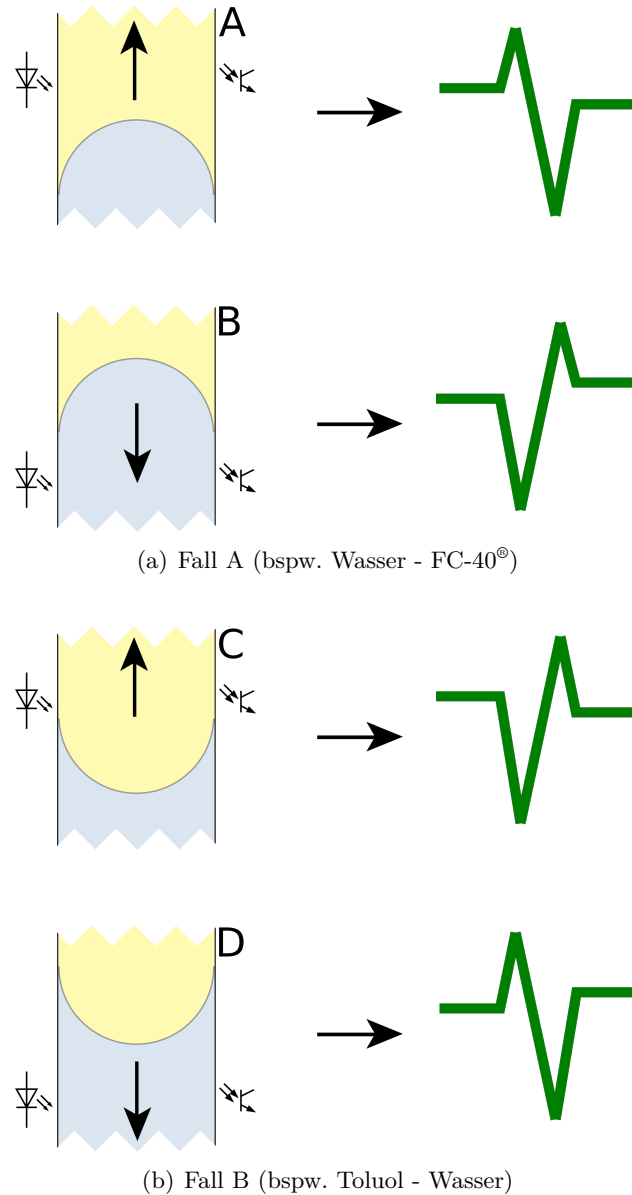 A
B
(a) Fall A (bspw. Wasser - FC-40®)
C
D
(b) Fall B (bspw. Toluol - Wasser)